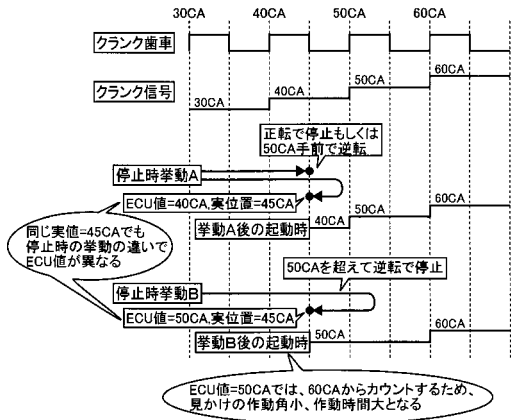 30CA 40CA 50CA 60CA
クランク歯車
クランク信号
30CA
40CA
50CA
60CA
正転で停止もしくは
50CA手前で逆転
停止時挙動A
ECU値=40CA,実位置=45CA
挙動A後の起動時
40CA
50CA
60CA
同じ実値=45CAでも
停止時の挙動の違いで
ECU値が異なる
50CAを超えて逆転で停止
停止時挙動B
ECU値=50CA,実位置=45CA
挙動B後の起動時
50CA
60CA
ECU値=50CAでは、60CAからカウントするため、
見かけの作動角小、作動時間大となる